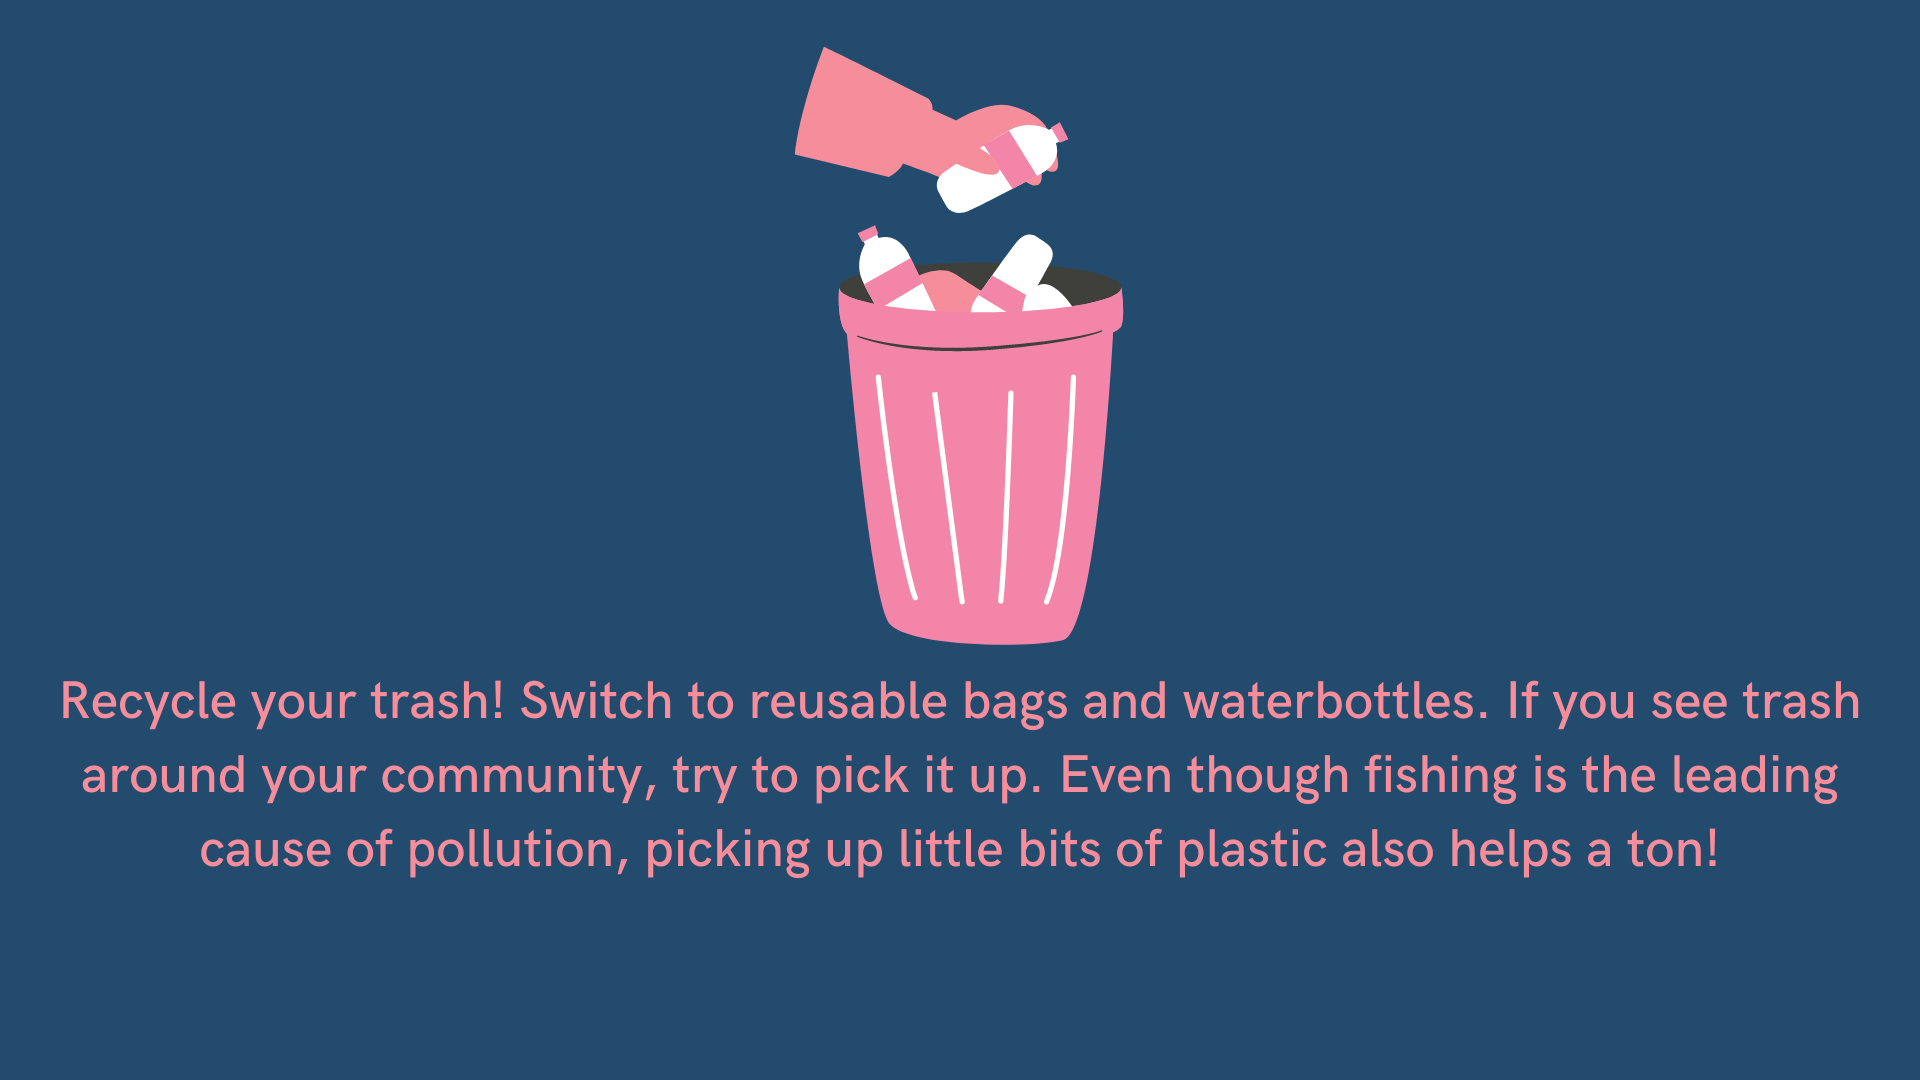 Recycle your trash! Switch to reusable bags and waterbottles. If you see trash
around your community, try to pick it up. Even though fishing is the leading
cause of pollution, picking up little bits of plastic also helps a ton!